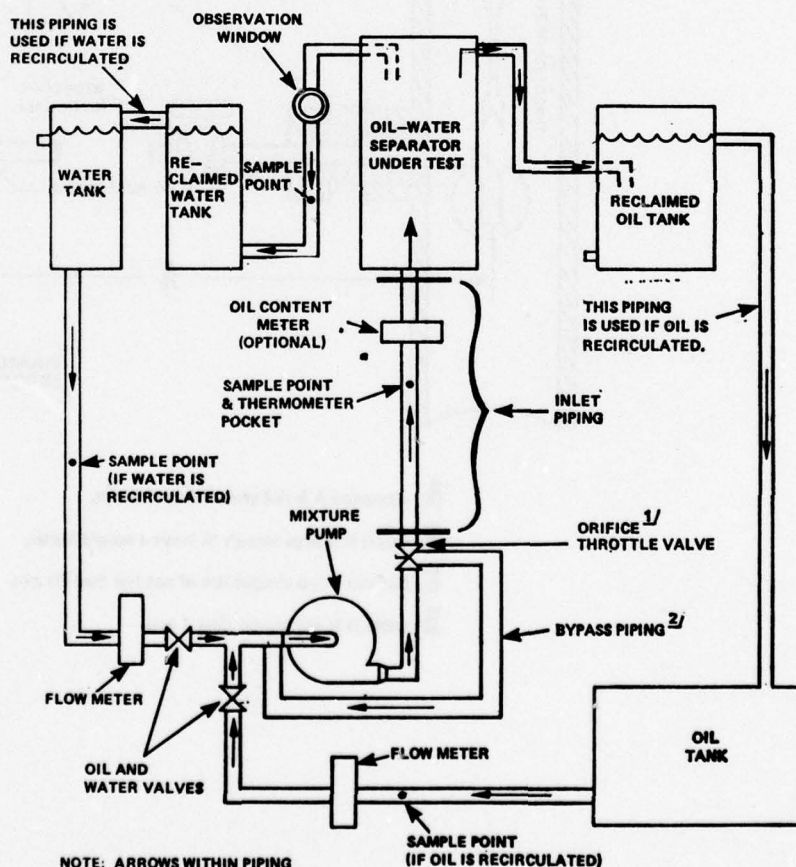 THIS PIPING IS
USED IF WATER IS
RECIRCULATED
OBSERVATION
WINDOW
WATER
TANK
RE-
CLAIMED
WATER
TANK
SAMPLE
POINT
OIL-WATER
SEPARATOR
UNDER TEST
RECLAIMED
OIL TANK
OIL CONTENT
METER
(OPTIONAL)
THIS PIPING
IS USED IF OIL IS
RECIRCULATED.
SAMPLE POINT
& THERMOMETER
POCKET
INLET
PIPING
SAMPLE POINT
(IF WATER IS
RECIRCULATED)
MIXTURE
PUMP
ORIFICE 1/
THROTTLE VALVE
BYPASS PIPING 2/
FLOW METER
OIL AND
WATER VALVES
FLOW METER
OIL
TANK
SAMPLE POINT
(IF OIL IS RECIRCULATED)
NOTE: ARROWS WITHIN PIPING